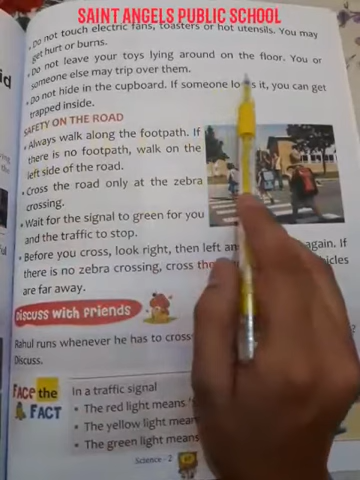 SAINT ANGELS PUBLIC SCHOOL
• Do not touch electric fans, toasters or hot utensils. You may
get hurt or burns.
• Do not leave your toys lying around on the floor. You or
someone else may trip over them.
• Do not hide in the cupboard. If someone it, you can get
trapped inside.
SAFETY ON THE ROAD
• Always walk along the footpath. If
there is no footpath, walk on the
left side of the road.
• Cross the road only at the zebra
crossing.
• Wait for the signal to green for you
and the traffic to stop.
• Before you cross, look right, then left again. If
there is no zebra crossing, cross
are far away.
Discuss with Friends
Rahul runs whenever he has to cross
Discuss.
FACE the
FACT
In a traffic signal
• The red light means
• The yellow light
• The green light means
Science - 2